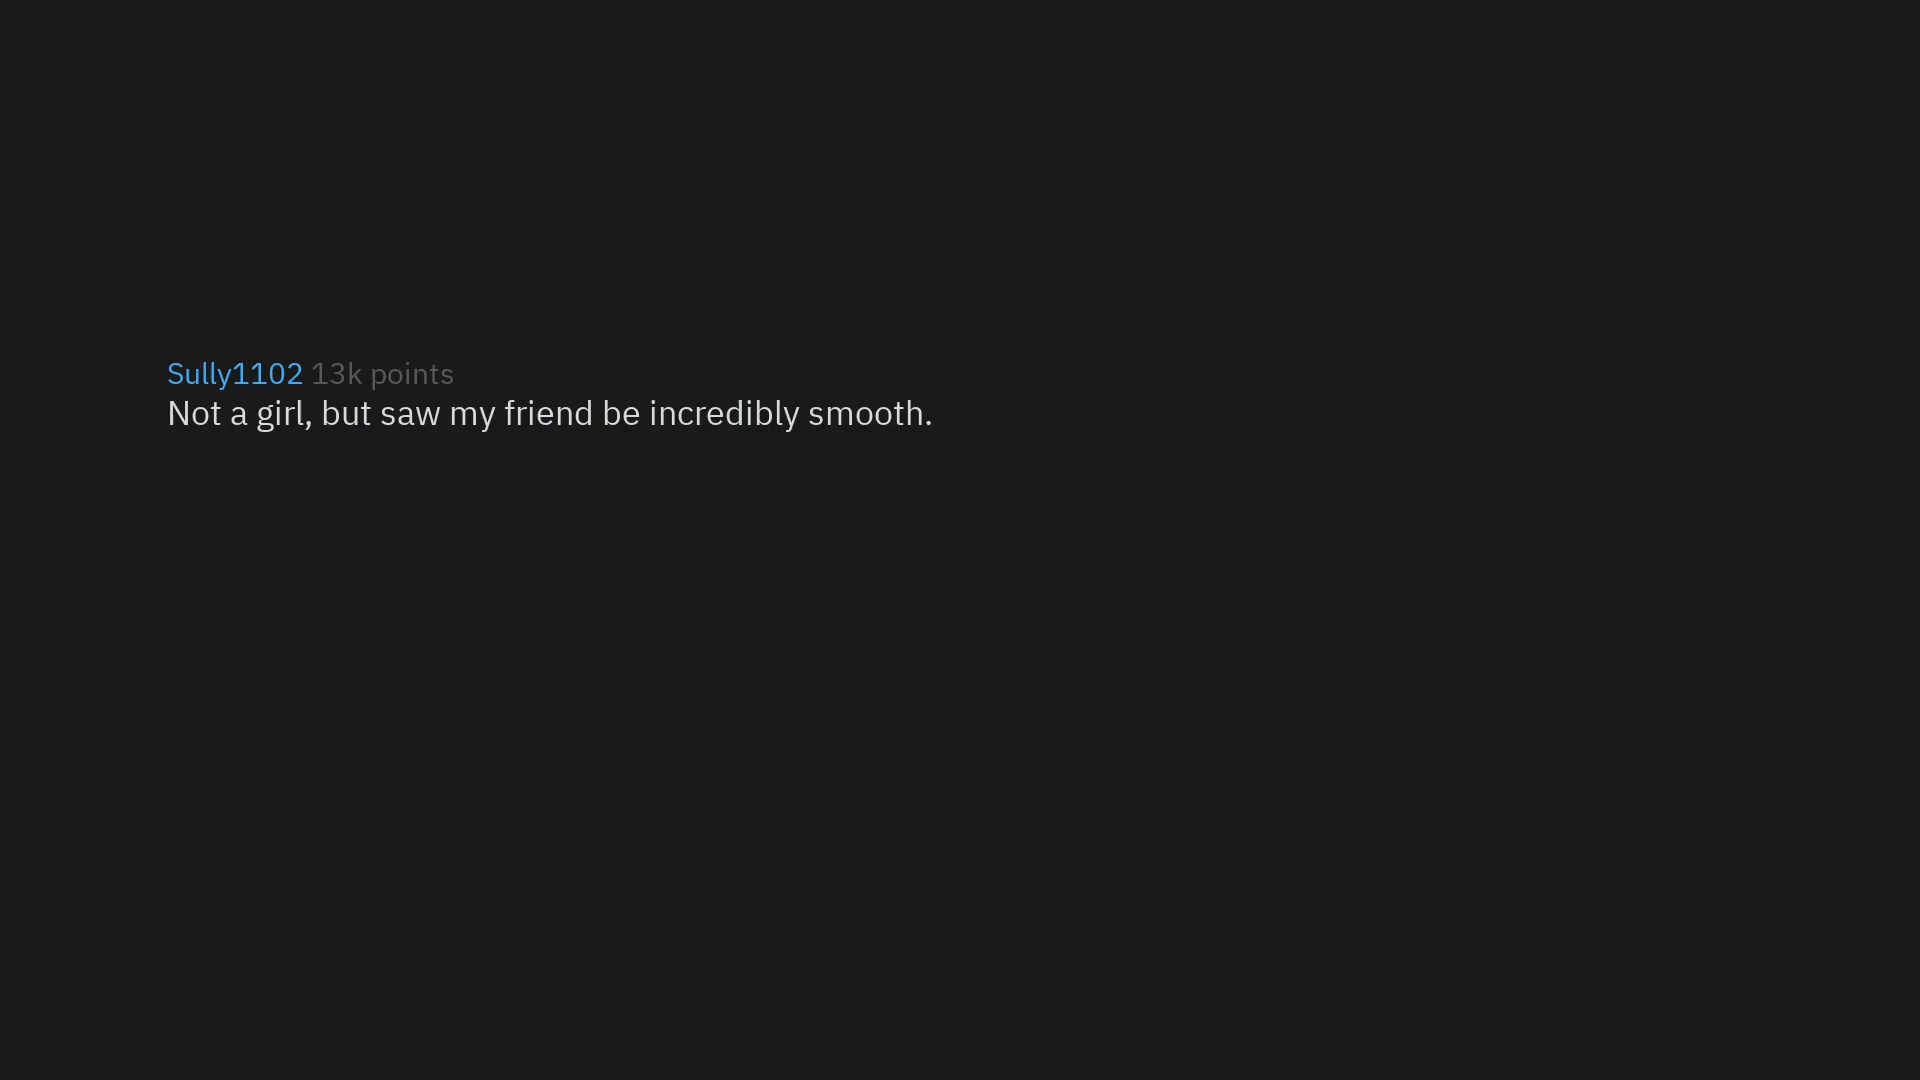 Sully1102 13k points
Not a girl, but saw my friend be incredibly smooth.